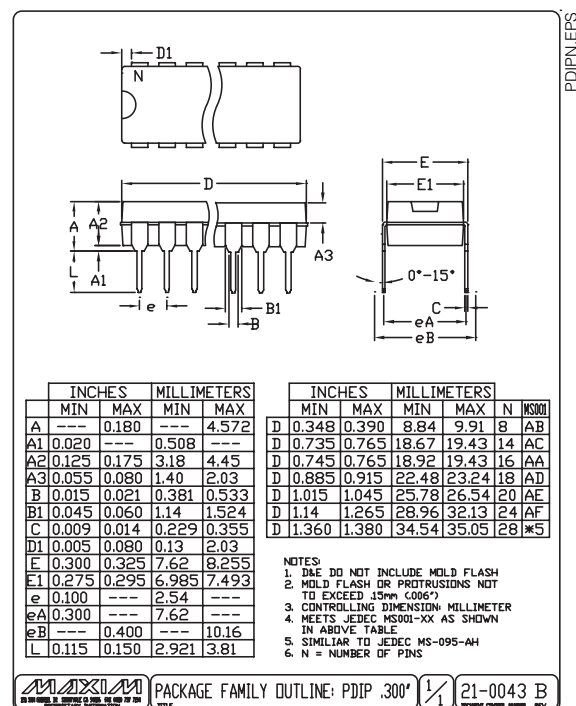 PDIPN.EPS
D1
N
D
E
E1
A
A2
A3
L
A1
0°-15°
e
B1
B
C
eA
eB
INCHES MILLIMETERS
MIN MAX MIN MAX
A --- 0.180 --- 4.572
A1 0.020 --- 0.508 ---
A2 0.125 0.175 3.18 4.45
A3 0.055 0.080 1.40 2.03
B 0.015 0.021 0.381 0.533
B1 0.045 0.060 1.14 1.524
C 0.009 0.014 0.229 0.355
D1 0.005 0.080 0.13 2.03
E 0.300 0.325 7.62 8.255
E1 0.275 0.295 6.985 7.493
e 0.100 --- 2.54 ---
eA 0.300 --- 7.62 ---
eB --- 0.400 --- 10.16
L 0.115 0.150 2.921 3.81
INCHES MILLIMETERS
MIN MAX MIN MAX N MS001
D 0.348 0.390 8.84 9.91 8 AB
D 0.735 0.765 18.67 19.43 14 AC
D 0.745 0.765 18.92 19.43 16 AA
D 0.885 0.915 22.48 23.24 18 AD
D 1.015 1.045 25.78 26.54 20 AE
D 1.14 1.265 28.96 32.13 24 AF
D 1.360 1.380 34.54 35.05 28 *5
NOTES:
1. D&E DO NOT INCLUDE MOLD FLASH
2. MOLD FLASH OR PROTRUSIONS NOT
TO EXCEED .15mm (.006")
3. CONTROLLING DIMENSION: MILLIMETER
4. MEETS JEDEC MS001-XX AS SHOWN
IN ABOVE TABLE
5. SIMILIAR TO JEDEC MS-095-AH
6. N = NUMBER OF PINS
MAXIM
PACKAGE FAMILY OUTLINE: PDIP .300"
1/1
21-0043 B
TITLE